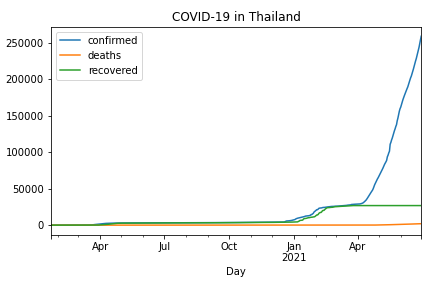 COVID-19 in Thailand
confirmed
deaths
recovered
250000
200000
150000
100000
50000
0
Apr
Jul
Oct
Jan
2021
Apr
Day